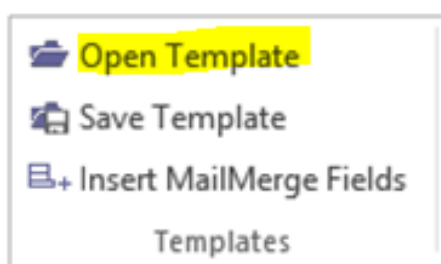 Open Template
Save Template
Insert MailMerge Fields
Templates